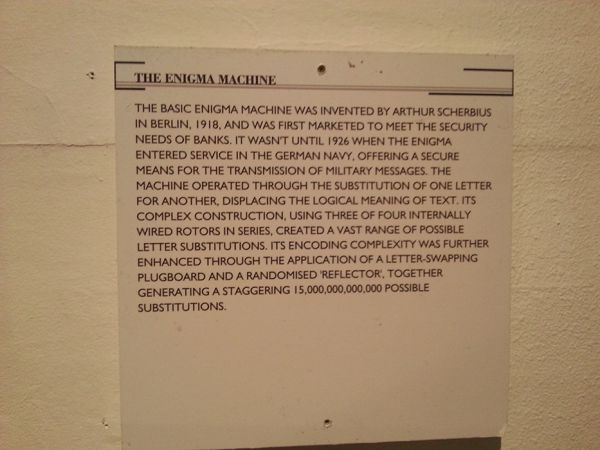 THE ENIGMA MACHINE
THE BASIC ENIGMA MACHINE WAS INVENTED BY ARTHUR SCHERBIUS
IN BERLIN, 1918, AND WAS FIRST MARKETED TO MEET THE SECURITY
NEEDS OF BANKS. IT WASN'T UNTIL 1926 WHEN THE ENIGMA
ENTERED SERVICE IN THE GERMAN NAVY, OFFERING A SECURE
MEANS FOR THE TRANSMISSION OF MILITARY MESSAGES. THE
MACHINE OPERATED THROUGH THE SUBSTITUTION OF ONE LETTER
FOR ANOTHER, DISPLACING THE LOGICAL MEANING OF TEXT. ITS
COMPLEX CONSTRUCTION, USING THREE OF FOUR INTERNALLY
WIRED ROTORS IN SERIES, CREATED A VAST RANGE OF POSSIBLE
LETTER SUBSTITUTIONS. ITS ENCODING COMPLEXITY WAS FURTHER
ENHANCED THROUGH THE APPLICATION OF A LETTER-SWAPPING
PLUGBOARD AND A RANDOMISED 'REFLECTOR', TOGETHER
GENERATING A STAGGERING 15,000,000,000,000 POSSIBLE
SUBSTITUTIONS.